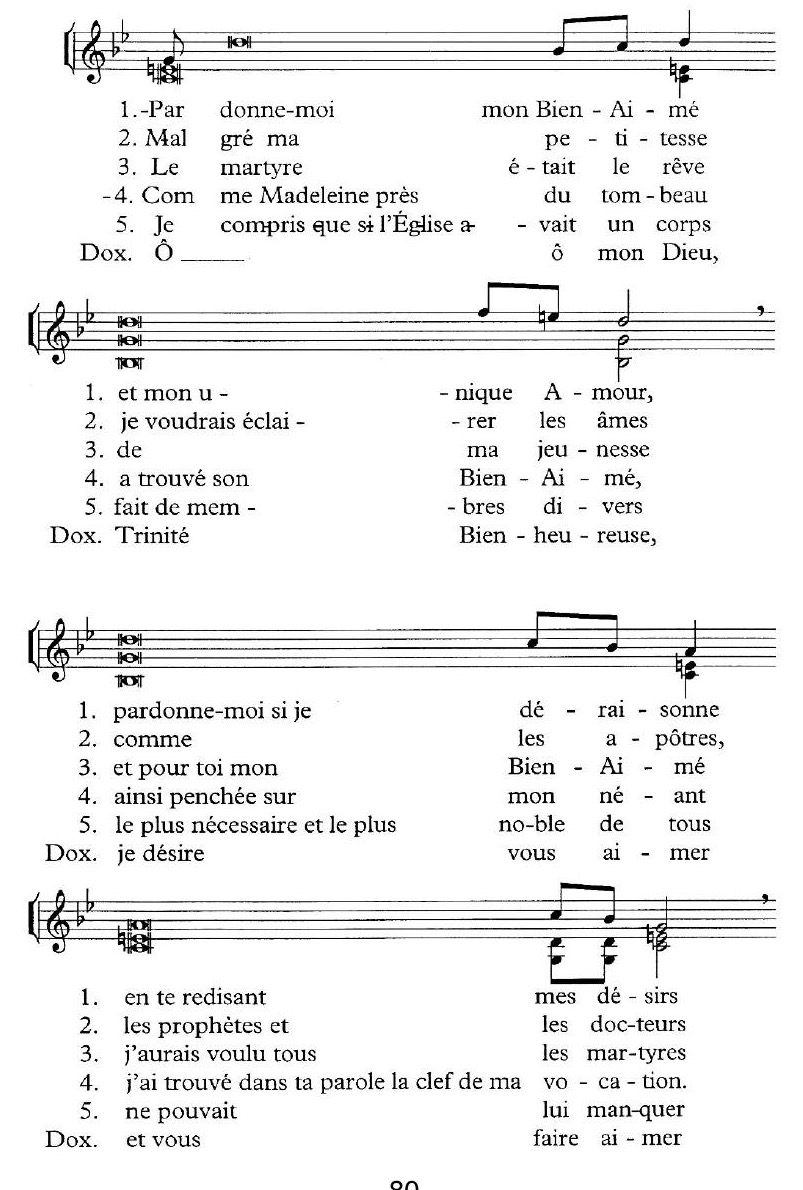 1.-Par donne-moi mon Bien - Ai - mé
2. Mal gré ma pe - ti - tesse
3. Le martyre é - tait le rêve
-4. Com me Madeleine près du tom - beau
5. Je compris que si l'Église a- - vait un corps
Dox. Ô _____ ô mon Dieu,
1. et mon u - - nique A - mour,
2. je voudrais éclai - - rer les âmes
3. de ma jeu - nesse
4. a trouvé son Bien - Ai - mé,
5. fait de mem - - bres di - vers
Dox. Trinité Bien - heu - reuse,
1. pardonne-moi si je dé - rai - sonne
2. comme les a - pôtres,
3. et pour toi mon Bien - Ai - mé
4. ainsi penchée sur mon né - ant
5. le plus nécessaire et le plus no-ble de tous
Dox. je désire vous ai - mer
1. en te redisant mes dé - sirs
2. les prophètes et les doc-teurs
3. j'aurais voulu tous les mar-tyres
4. j'ai trouvé dans ta parole la clef de ma vo - ca - tion.
5. ne pouvait lui man-quer
Dox. et vous faire ai - mer
80